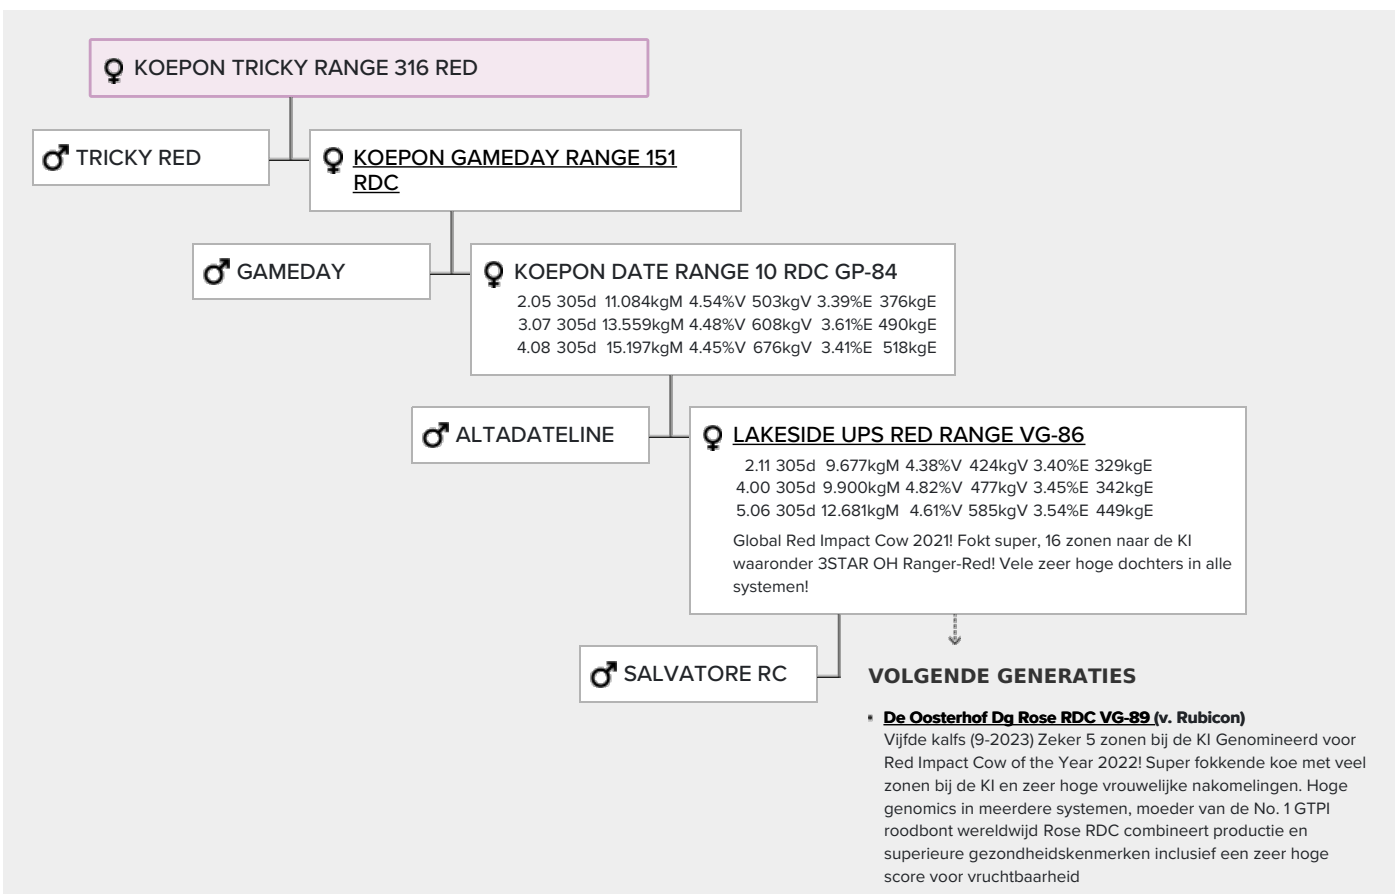 KOEPON TRICKY RANGE 316 RED
TRICKY RED
KOEPON GAMEDAY RANGE 151
RDC
GAMEDAY
KOEPON DATE RANGE 10 RDC GP-84
2.05 305d 11.084kgM 4.54%V 503kgV 3.39%E 376kgE
3.07 305d 13.559kgM 4.48%V 608kgV 3.61%E 490kgE
4.08 305d 15.197kgM 4.45%V 676kgV 3.41%E 518kgE
ALTADATELINE
LAKESIDE UPS RED RANGE VG-86
2.11 305d 9.677kgM 4.38%V 424kgV 3.40%E 329kgE
4.00 305d 9.900kgM 4.82%V 477kgV 3.45%E 342kgE
5.06 305d 12.681kgM 4.61%V 585kgV 3.54%E 449kgE
Global Red Impact Cow 2021! Fokt super, 16 zonen naar de KI
waaronder 3STAR OH Ranger-Red! Vele zeer hoge dochters in alle
systemen!
SALVATORE RC
VOLGENDE GENERATIES
▪ De Oosterhof Dg Rose RDC VG-89 (v. Rubicon)
Vijfde kalfs (9-2023) Zeker 5 zonen bij de KI Genomineerd voor
Red Impact Cow of the Year 2022! Super fokkende koe met veel
zonen bij de KI en zeer hoge vrouwelijke nakomelingen. Hoge
genomics in meerdere systemen, moeder van de No. 1 GTPI
roodbont wereldwijd Rose RDC combineert productie en
superieure gezondheidskenmerken inclusief een zeer hoge
score voor vruchtbaarheid